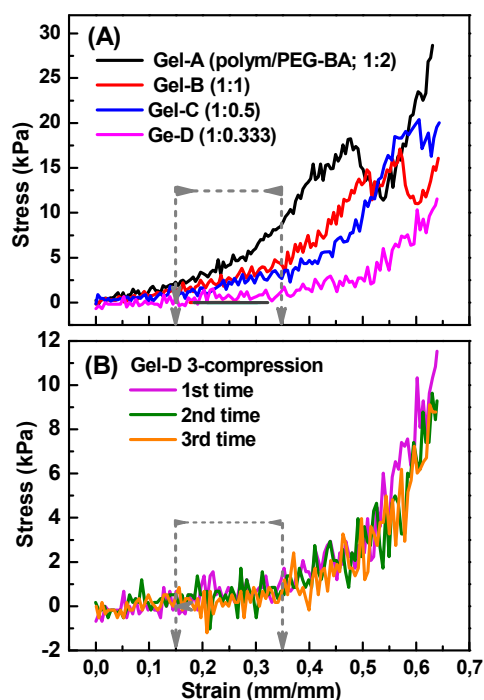 (A)
Gel-A (polym/PEG-BA; 1:2)
Gel-B (1:1)
Gel-C (1:0.5)
Ge-D (1:0.333)
Stress (kPa)
30
25
20
15
10
5
0
(B)
Gel-D 3-compression
1st time
2nd time
3rd time
Stress (kPa)
12
10
8
6
4
2
0
-2
0,0 0,1 0,2 0,3 0,4 0,5 0,6 0,7
Strain (mm/mm)